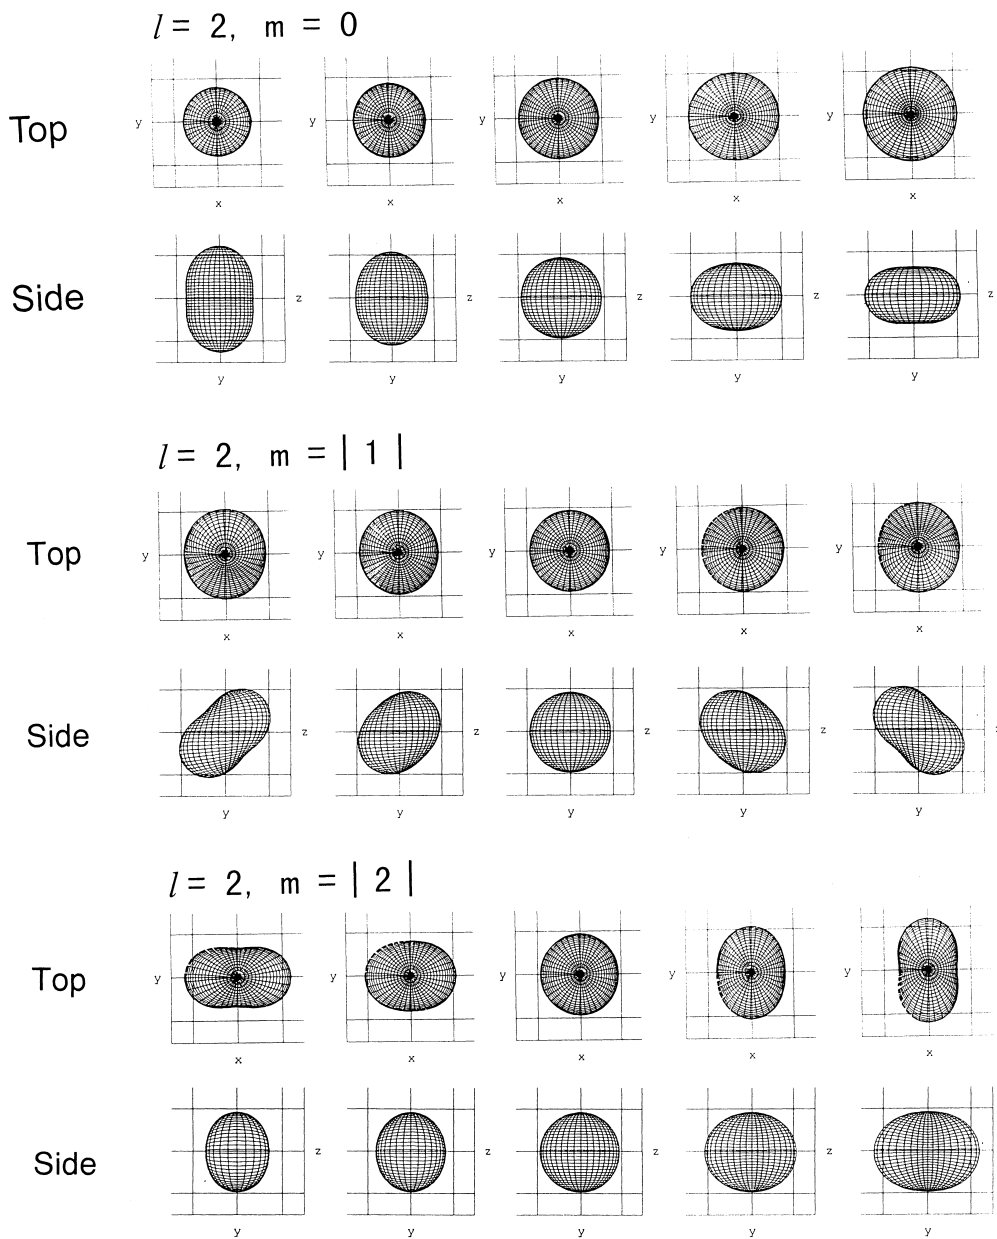 l = 2, m = 0
Top
y y y y y
x x x x x
Side
z z z z z
y y y y y
l = 2, m = | 1 |
Top
y y y y y
x x x x x
Side
z z z z
y y y y y
l = 2, m = | 2 |
Top
y y y y y
x x x x x
Side
z z z z
y y y y y